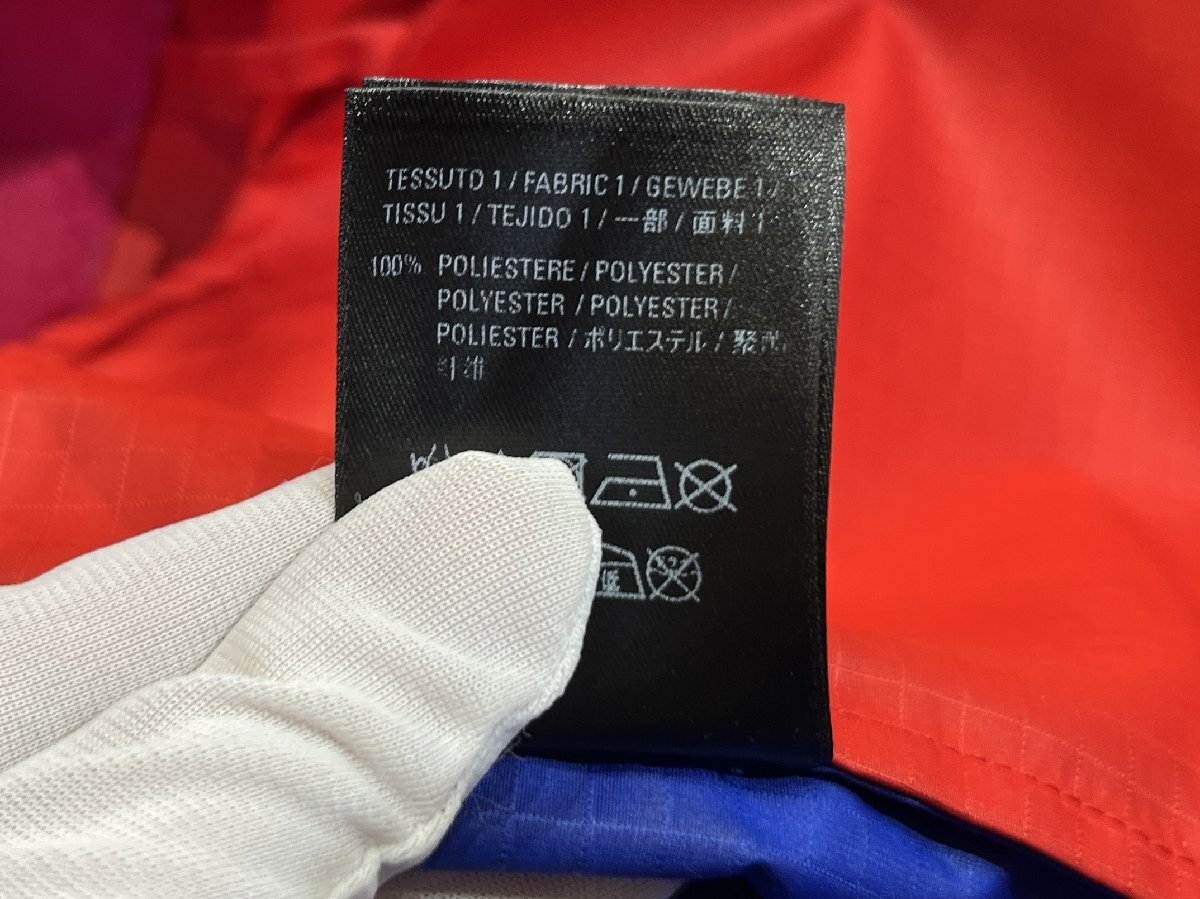 TESSUTO 1 / FABRIC 1 / GEWEBE 1 /
TISSU 1 / TEJIDO 1 / 一部 / 面料 1
100% POLIESTERE / POLYESTER /
POLYESTER / POLYESTER /
POLIESTER / ポリエステル / 聚酯
纤维